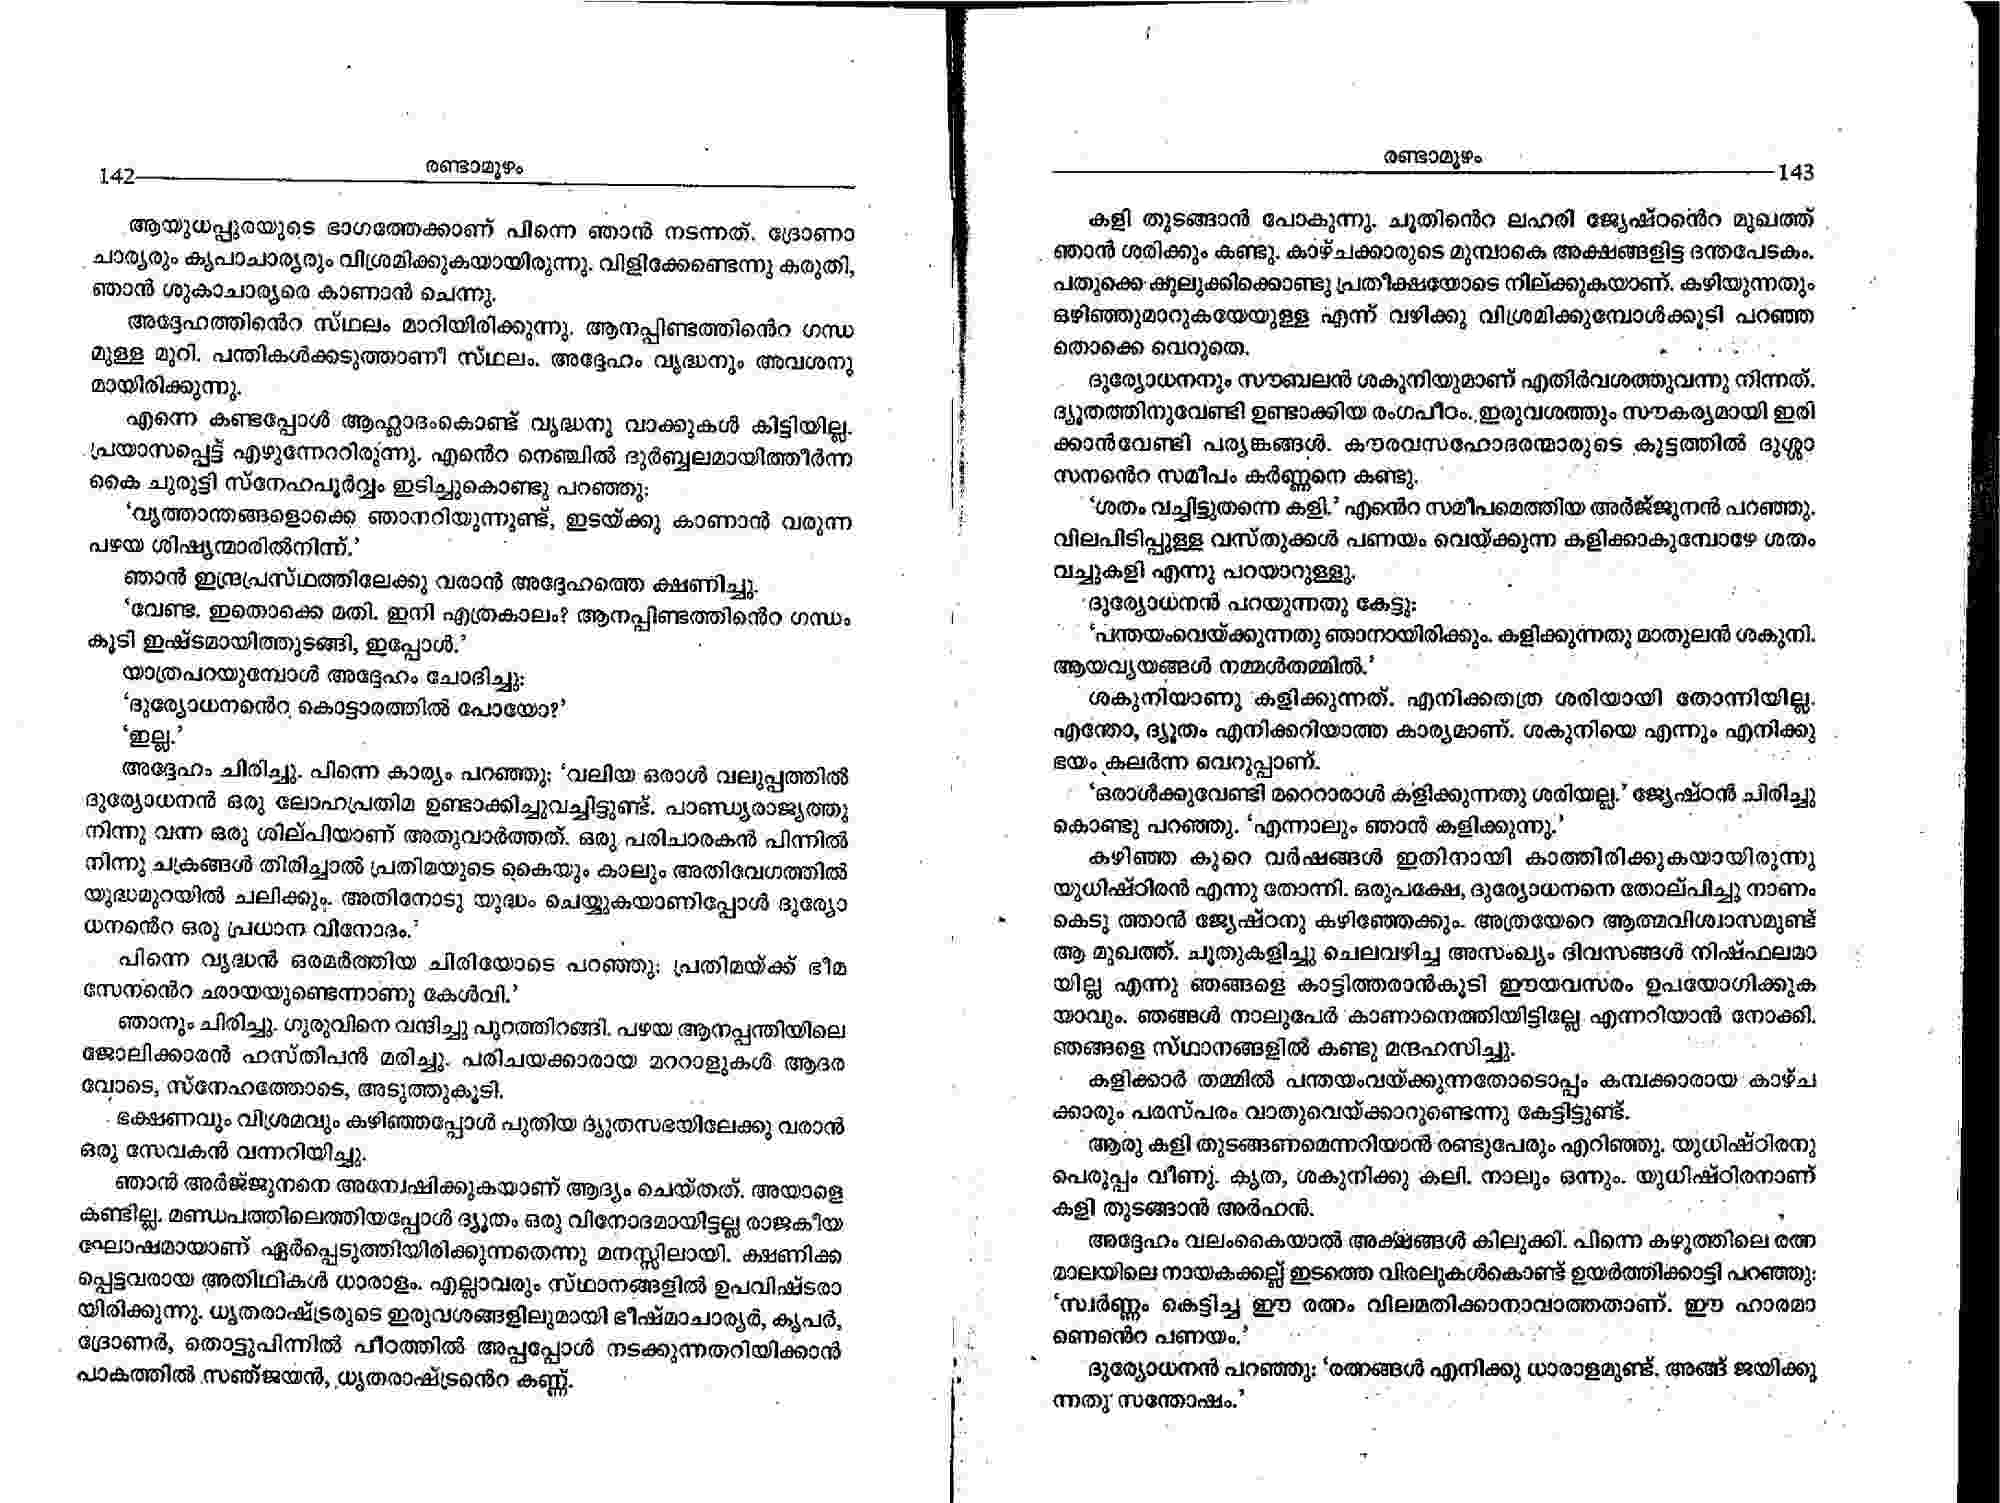 142
രണ്ടാമൂഴം
ആയുധപ്പുരയുടെ ഭാഗത്തേക്കാണ് പിന്നെ ഞാൻ നടന്നത്. ദ്രോണാ
ചാര്യരും കൃപാചാര്യരും വിശ്രമിക്കുകയായിരുന്നു. വിളിക്കേണ്ടെന്നു കരുതി,
ഞാൻ ശുകാചാര്യരെ കാണാൻ ചെന്നു.
അദ്ദേഹത്തിൻെറ സ്ഥലം മാറിയിരിക്കുന്നു. ആനപ്പിണ്ടത്തിൻെറ ഗന്ധ
മുള്ള മുറി. പന്തികൾക്കടുത്താണീ സ്ഥലം. അദ്ദേഹം വൃദ്ധനും അവശനു
മായിരിക്കുന്നു.
എന്നെ കണ്ടപ്പോൾ ആഹ്ലാദംകൊണ്ട് വൃദ്ധനു വാക്കുകൾ കിട്ടിയില്ല.
പ്രയാസപ്പെട്ട് എഴുന്നേററിരുന്നു. എൻെറ നെഞ്ചിൽ ദുർബ്ബലമായിത്തീർന്ന
കൈ ചുരുട്ടി സ്നേഹപൂർവ്വം ഇടിച്ചുകൊണ്ടു പറഞ്ഞു:
‘വൃത്താന്തങ്ങളൊക്കെ ഞാനറിയുന്നുണ്ട്, ഇടയ്ക്കു കാണാൻ വരുന്ന
പഴയ ശിഷ്യന്മാരിൽനിന്ന്.’
ഞാൻ ഇന്ദ്രപ്രസ്ഥത്തിലേക്കു വരാൻ അദ്ദേഹത്തെ ക്ഷണിച്ചു.
‘വേണ്ട. ഇതൊക്കെ മതി. ഇനി എത്രകാലം? ആനപ്പിണ്ടത്തിൻെറ ഗന്ധം
കൂടി ഇഷ്ടമായിത്തുടങ്ങി, ഇപ്പോൾ.’
യാത്രപറയുമ്പോൾ അദ്ദേഹം ചോദിച്ചു:
‘ദുര്യോധനൻെറ കൊട്ടാരത്തിൽ പോയോ?’
‘ഇല്ല.’
അദ്ദേഹം ചിരിച്ചു. പിന്നെ കാര്യം പറഞ്ഞു: ‘വലിയ ഒരാൾ വലുപ്പത്തിൽ
ദുര്യോധനൻ ഒരു ലോഹപ്രതിമ ഉണ്ടാക്കിച്ചുവച്ചിട്ടുണ്ട്. പാണ്ഡ്യരാജ്യത്തു
നിന്നു വന്ന ഒരു ശില്പിയാണ് അതുവാർത്തത്. ഒരു പരിചാരകൻ പിന്നിൽ
നിന്നു ചക്രങ്ങൾ തിരിച്ചാൽ പ്രതിമയുടെ കൈയും കാലും അതിവേഗത്തിൽ
യുദ്ധമുറയിൽ ചലിക്കും. അതിനോടു യുദ്ധം ചെയ്യുകയാണിപ്പോൾ ദുര്യോ
ധനൻെറ ഒരു പ്രധാന വിനോദം.’
പിന്നെ വൃദ്ധൻ ഒരമർത്തിയ ചിരിയോടെ പറഞ്ഞു: പ്രതിമയ്ക്ക് ഭീമ
സേനൻെറ ഛായയുണ്ടെന്നാണു കേൾവി.’
ഞാനും ചിരിച്ചു. ഗുരുവിനെ വന്ദിച്ചു പുറത്തിറങ്ങി. പഴയ ആനപ്പന്തിയിലെ
ജോലിക്കാരൻ ഹസ്തിപൻ മരിച്ചു. പരിചയക്കാരായ മററാളുകൾ ആദര
വോടെ, സ്നേഹത്തോടെ, അടുത്തുകൂടി.
ഭക്ഷണവും വിശ്രമവും കഴിഞ്ഞപ്പോൾ പുതിയ ദ്യൂതസഭയിലേക്കു വരാൻ
ഒരു സേവകൻ വന്നറിയിച്ചു.
ഞാൻ അർജ്ജുനനെ അന്വേഷിക്കുകയാണ് ആദ്യം ചെയ്തത്. അയാളെ
കണ്ടില്ല. മണ്ഡപത്തിലെത്തിയപ്പോൾ ദ്യൂതം ഒരു വിനോദമായിട്ടല്ല രാജകീയ
ഘോഷമായാണ് ഏർപ്പെടുത്തിയിരിക്കുന്നതെന്നു മനസ്സിലായി. ക്ഷണിക്ക
പ്പെട്ടവരായ അതിഥികൾ ധാരാളം. എല്ലാവരും സ്ഥാനങ്ങളിൽ ഉപവിഷ്ടരാ
യിരിക്കുന്നു. ധൃതരാഷ്ട്രരുടെ ഇരുവശങ്ങളിലുമായി ഭീഷ്മാചാര്യർ, കൃപർ,
ദ്രോണർ, തൊട്ടുപിന്നിൽ പീഠത്തിൽ അപ്പപ്പോൾ നടക്കുന്നതറിയിക്കാൻ
പാകത്തിൽ സഞ്ജയൻ, ധൃതരാഷ്ട്രൻെറ കണ്ണ്.
രണ്ടാമൂഴം
143
കളി തുടങ്ങാൻ പോകുന്നു. ചൂതിൻെറ ലഹരി ജ്യേഷ്ഠൻെറ മുഖത്ത്
ഞാൻ ശരിക്കും കണ്ടു. കാഴ്ചക്കാരുടെ മുമ്പാകെ അക്ഷങ്ങളിട്ട ദന്തപേടകം.
പതുക്കെ കുലുക്കിക്കൊണ്ടു പ്രതീക്ഷയോടെ നില്ക്കുകയാണ്. കഴിയുന്നതും
ഒഴിഞ്ഞുമാറുകയേയുള്ള എന്ന് വഴിക്കു വിശ്രമിക്കുമ്പോൾക്കൂടി പറഞ്ഞ
തൊക്കെ വെറുതെ.
ദുര്യോധനനും സൗബലൻ ശകുനിയുമാണ് എതിർവശത്തുവന്നു നിന്നത്.
ദ്യൂതത്തിനുവേണ്ടി ഉണ്ടാക്കിയ രംഗപീഠം. ഇരുവശത്തും സൗകര്യമായി ഇരി
ക്കാൻവേണ്ടി പര്യങ്കങ്ങൾ. കൗരവസഹോദരന്മാരുടെ കൂട്ടത്തിൽ ദുശ്ശാ
സനൻെറ സമീപം കർണ്ണനെ കണ്ടു.
‘ശതം വച്ചിട്ടുതന്നെ കളി.’ എൻെറ സമീപമെത്തിയ അർജ്ജുനൻ പറഞ്ഞു.
വിലപിടിപ്പുള്ള വസ്തുക്കൾ പണയം വെയ്ക്കുന്ന കളിക്കാകുമ്പോഴേ ശതം
വച്ചുകളി എന്നു പറയാറുള്ളു.
ദുര്യോധനൻ പറയുന്നതു കേട്ടു:
‘പന്തയംവെയ്ക്കുന്നതു ഞാനായിരിക്കും. കളിക്കുന്നതു മാതുലൻ ശകുനി.
ആയവ്യയങ്ങൾ നമ്മൾതമ്മിൽ.’
ശകുനിയാണു കളിക്കുന്നത്. എനിക്കതത്ര ശരിയായി തോന്നിയില്ല.
എന്തോ, ദ്യൂതം എനിക്കറിയാത്ത കാര്യമാണ്. ശകുനിയെ എന്നും എനിക്കു
ഭയം കലർന്ന വെറുപ്പാണ്.
‘ഒരാൾക്കുവേണ്ടി മറെറാരാൾ കളിക്കുന്നതു ശരിയല്ല.’ ജ്യേഷ്ഠൻ ചിരിച്ചു
കൊണ്ടു പറഞ്ഞു. ‘എന്നാലും ഞാൻ കളിക്കുന്നു.’
കഴിഞ്ഞ കുറെ വർഷങ്ങൾ ഇതിനായി കാത്തിരിക്കുകയായിരുന്നു
യുധിഷ്ഠിരൻ എന്നു തോന്നി. ഒരുപക്ഷേ, ദുര്യോധനനെ തോല്പിച്ചു നാണം
കെടു ത്താൻ ജ്യേഷ്ഠനു കഴിഞ്ഞേക്കും. അത്രയേറെ ആത്മവിശ്വാസമുണ്ട്
ആ മുഖത്ത്. ചൂതുകളിച്ചു ചെലവഴിച്ച അസംഖ്യം ദിവസങ്ങൾ നിഷ്ഫലമാ
യില്ല എന്നു ഞങ്ങളെ കാട്ടിത്തരാൻകൂടി ഈയവസരം ഉപയോഗിക്കുക
യാവും. ഞങ്ങൾ നാലുപേർ കാണാനെത്തിയിട്ടില്ലേ എന്നറിയാൻ നോക്കി.
ഞങ്ങളെ സ്ഥാനങ്ങളിൽ കണ്ടു മന്ദഹസിച്ചു.
കളിക്കാർ തമ്മിൽ പന്തയംവയ്ക്കുന്നതോടൊപ്പം കമ്പക്കാരായ കാഴ്ച
ക്കാരും പരസ്പരം വാതുവെയ്ക്കാറുണ്ടെന്നു കേട്ടിട്ടുണ്ട്.
ആരു കളി തുടങ്ങണമെന്നറിയാൻ രണ്ടുപേരും എറിഞ്ഞു. യുധിഷ്ഠിരനു
പെരുപ്പം വീണു. കൃത, ശകുനിക്കു കലി. നാലും ഒന്നും. യുധിഷ്ഠിരനാണ്
കളി തുടങ്ങാൻ അർഹൻ.
അദ്ദേഹം വലംകൈയാൽ അക്ഷങ്ങൾ കിലുക്കി. പിന്നെ കഴുത്തിലെ രത്ന
മാലയിലെ നായകക്കല്ല് ഇടത്തെ വിരലുകൾകൊണ്ട് ഉയർത്തിക്കാട്ടി പറഞ്ഞു:
‘സ്വർണ്ണം കെട്ടിച്ച ഈ രത്നം വിലമതിക്കാനാവാത്തതാണ്. ഈ ഹാരമാ
ണെൻെറ പണയം.’
ദുര്യോധനൻ പറഞ്ഞു: ‘രത്നങ്ങൾ എനിക്കു ധാരാളമുണ്ട്. അങ്ങ് ജയിക്കു
ന്നതു സന്തോഷം.’